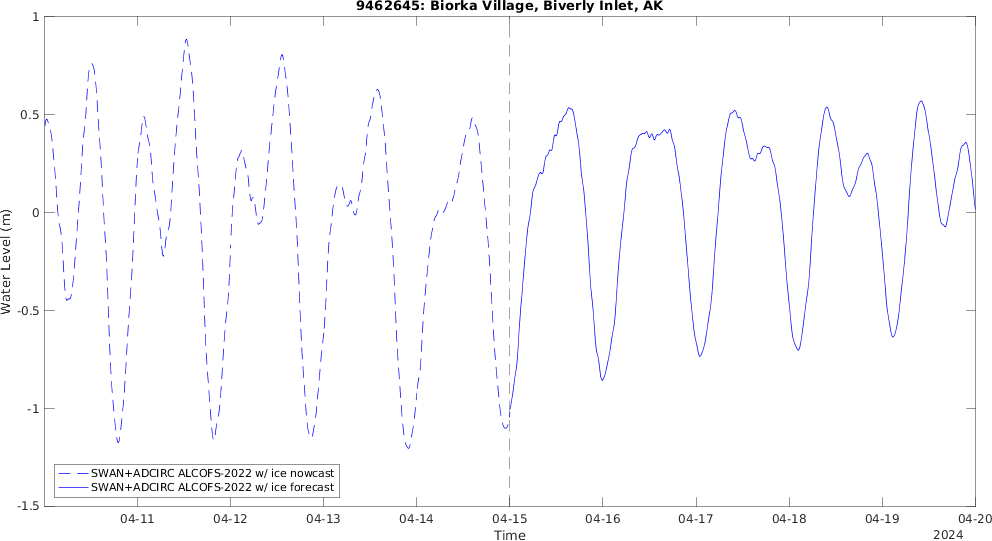 9462645: Biorka Village, Biverly Inlet, AK
Water Level (m)
1
0.5
0
-0.5
-1
-1.5
SWAN+ADCIRC ALCOFS-2022 w/ ice nowcast
SWAN+ADCIRC ALCOFS-2022 w/ ice forecast
04-11 04-12 04-13 04-14 04-15 04-16 04-17 04-18 04-19 04-20
Time
2024